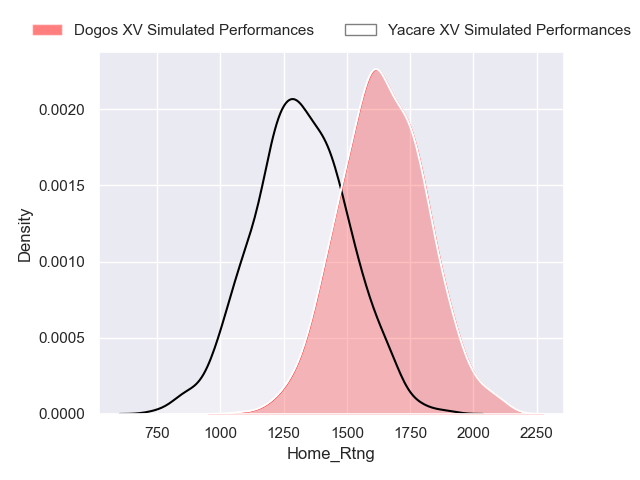 Dogos XV Simulated Performances Yacare XV Simulated Performances
0.0020
0.0015
0.0010
0.0005
0.0000
Density
750 1000 1250 1500 1750 2000 2250
Home_Rtng